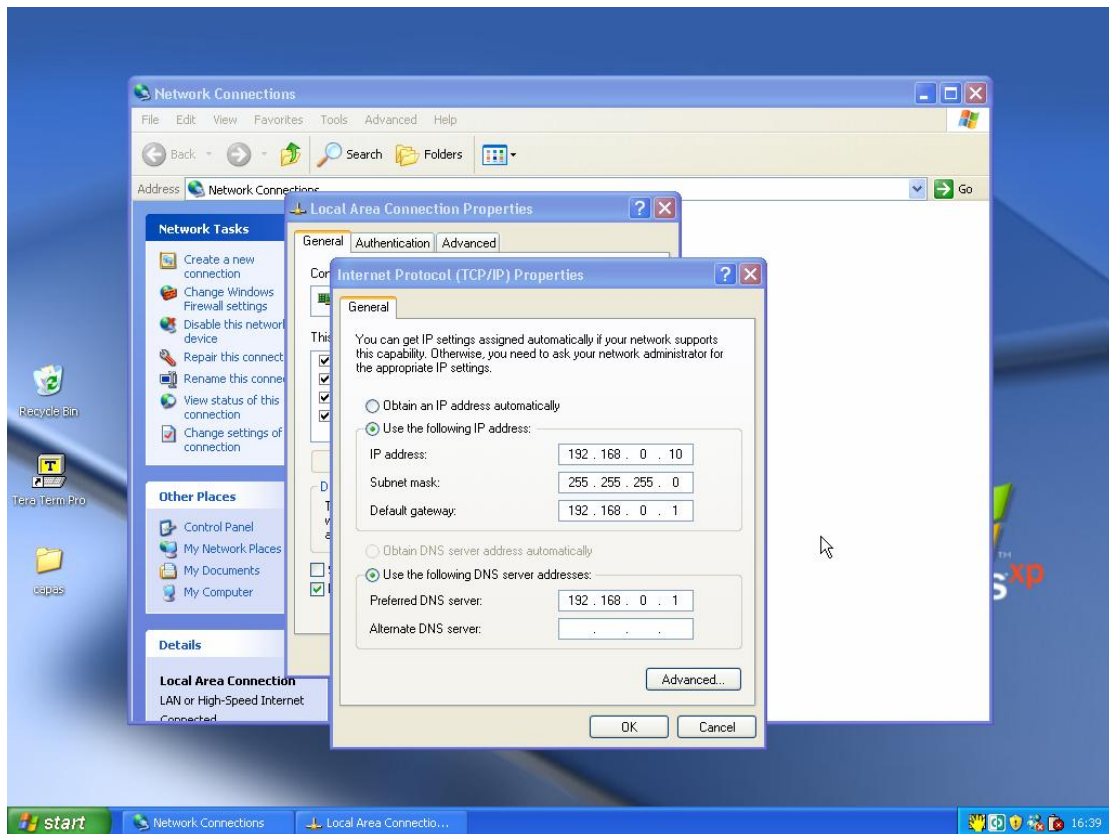 Network Connections
File Edit View Favorites Tools Advanced Help
Back Search Folders
Address Network Connections Go
Network Tasks
Create a new
connection
Change Windows
Firewall settings
Disable this network
device
Repair this connect
Rename this conne
View status of this
connection
Change settings of
connection
Other Places
Control Panel
My Network Places
My Documents
My Computer
Details
Local Area Connection
LAN or High-Speed Internet
Connected
Local Area Connection Properties
General Authentication Advanced
Internet Protocol (TCP/IP) Properties
General
You can get IP settings assigned automatically if your network supports
this capability. Otherwise, you need to ask your network administrator for
the appropriate IP settings.
Obtain an IP address automatically
Use the following IP address:
IP address: 192 . 168 . 0 . 10
Subnet mask: 255 . 255 . 255 . 0
Default gateway: 192 . 168 . 0 . 1
Obtain DNS server address automatically
Use the following DNS server addresses:
Preferred DNS server: 192 . 168 . 0 . 1
Alternate DNS server: . . .
Advanced...
OK Cancel
Recycle Bin
Tera Term Pro
capas
xp
start Network Connections Local Area Connectio... 16:39